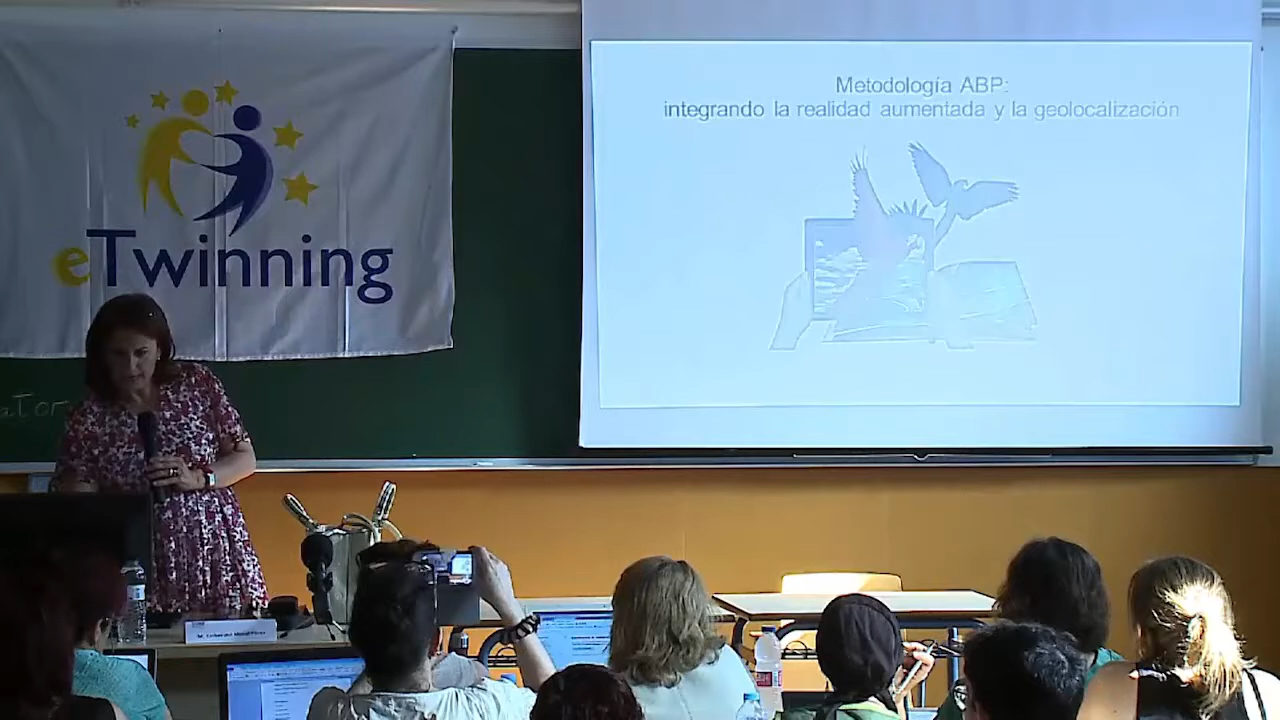 eTwinning
Metodología ABP:
integrando la realidad aumentada y la geolocalización